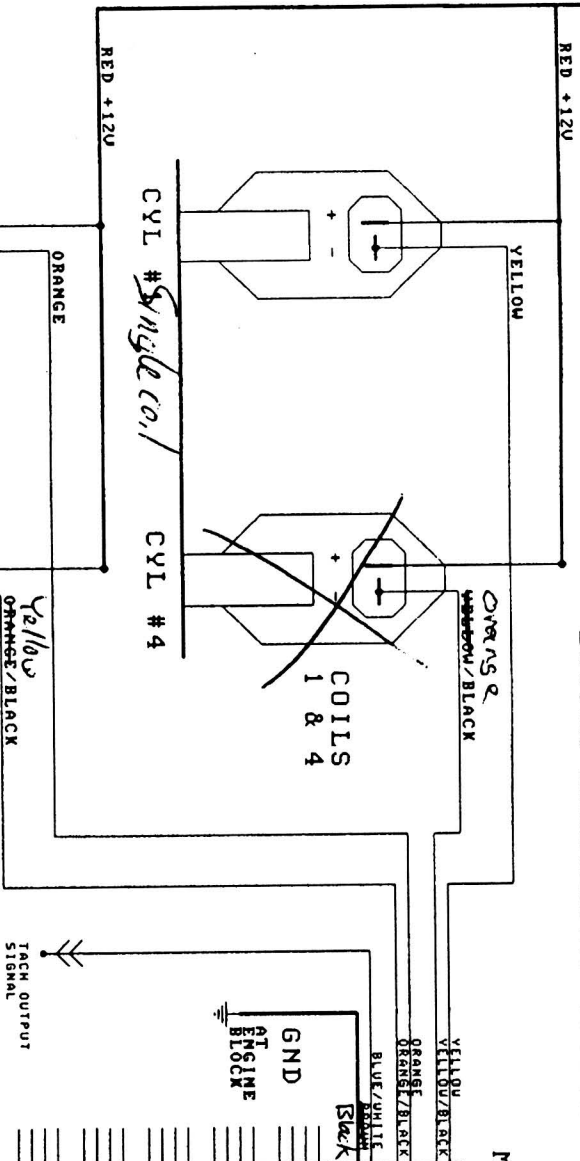 RED +12V
RED +12V
YELLOW
CYL #
Single coil
+ -
CYL #4
+ -
COILS
1 & 4
Orange
YELLOW/BLACK
ORANGE
Yellow
ORANGE/BLACK
TACH OUTPUT
SIGNAL
GND
AT
ENGINE
BLOCK
YELLOW
YELLOW/BLACK
ORANGE
ORANGE/BLACK
BLUE/WHITE
BROWN
Black